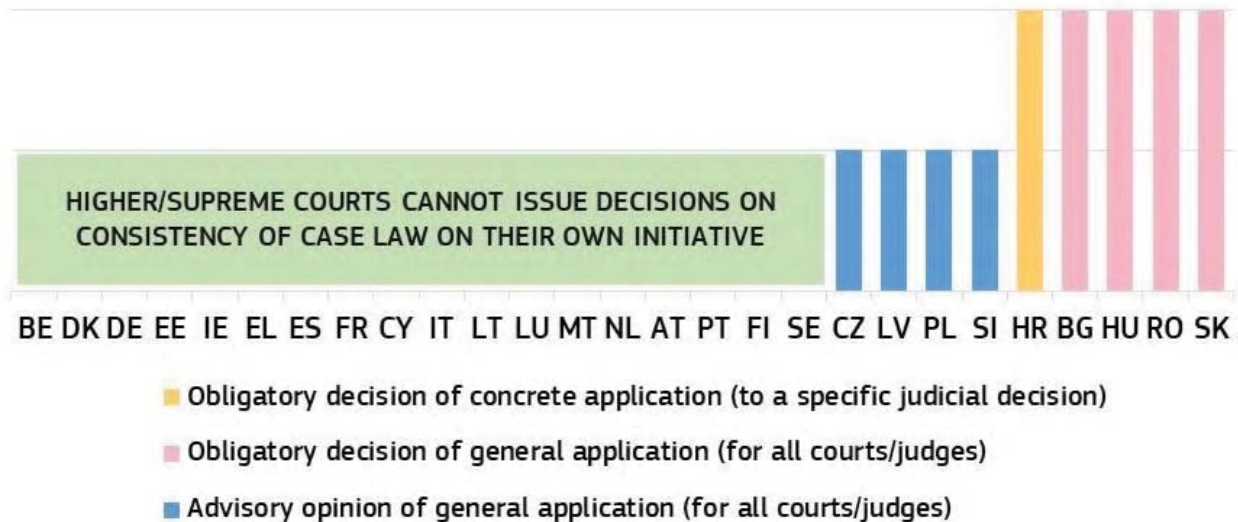 HIGHER/SUPREME COURTS CANNOT ISSUE DECISIONS ON
CONSISTENCY OF CASE LAW ON THEIR OWN INITIATIVE
BE DK DE EE IE EL ES FR CY IT LT LU MT NL AT PT FI SE CZ LV PL SI HR BG HU RO SK
Obligatory decision of concrete application (to a specific judicial decision)
Obligatory decision of general application (for all courts/judges)
Advisory opinion of general application (for all courts/judges)